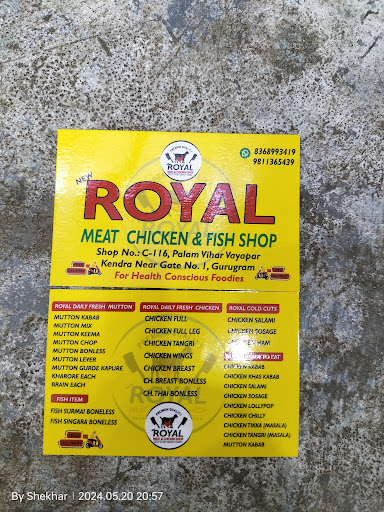 8368993419
9811365439
NEW
ROYAL
MEAT CHICKEN & FISH SHOP
Shop No.: C-116, Palam Vihar Vayapar
Kendra Near Gate No. 1, Gurugram
For Health Conscious Foodies
ROYAL DAILY FRESH MUTTON
MUTTON KABAB
MUTTON MIX
MUTTON KEEMA
MUTTON CHOP
MUTTON BONLESS
MUTTON LEVER
MUTTON GURDE KAPURE
KHARORE EACH
BRAIN EACH
FISH ITEM
FISH SURMAI BONELESS
FISH SINGARA BONELESS
ROYAL DAILY FRESH CHICKEN
CHICKEN FULL
CHICKEN FULL LEG
CHICKEN TANGRI
CHICKEN WINGS
CHICKEN BREAST
CH. BREAST BONLESS
CH. THAI BONLESS
ROYAL
ROYAL COLD CUTS
CHICKEN SALAMI
CHICKEN SOSAGE
HAM
CHICKEN KABAB
CHICKEN KHAS KABAB
CHICKEN SALAMI
CHICKEN SOSAGE
CHICKEN LOLLYPOP
CHICKEN CHILLY
CHICKEN TIKKA (MASALA)
CHICKEN TANGRI (MASALA)
MUTTON KABAB
By Shekhar | 2024.05.20 20:57